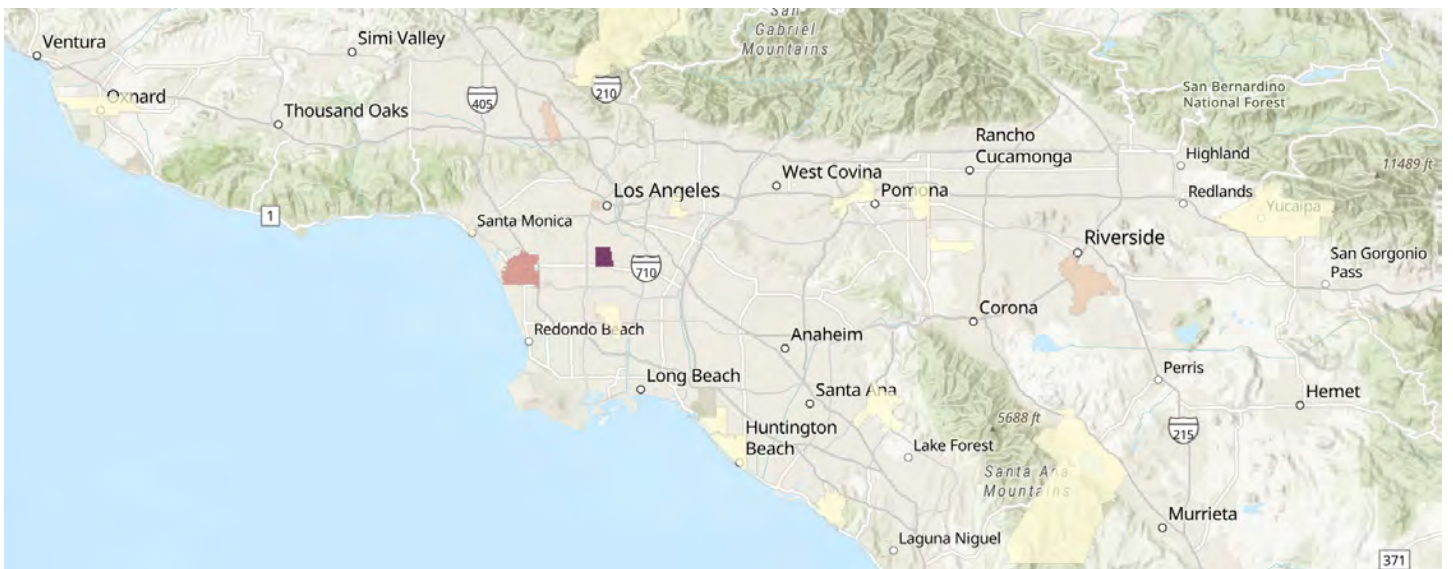 San
Gabriel
Mountains
Ventura
Simi Valley
210
405
Oxnard
Thousand Oaks
San Bernardino
National Forest
Rancho
Cucamonga
Highland
11489 ft
West Covina
Pomona
Los Angeles
Redlands
Yucaipa
1
Santa Monica
Riverside
710
San Gorgonio
Pass
Corona
Redondo Beach
Anaheim
Perris
Long Beach
Santa Ana
Hemet
5688 ft
Huntington
Beach
215
Lake Forest
Santa Ana
Mountains
Murrieta
Laguna Niguel
371